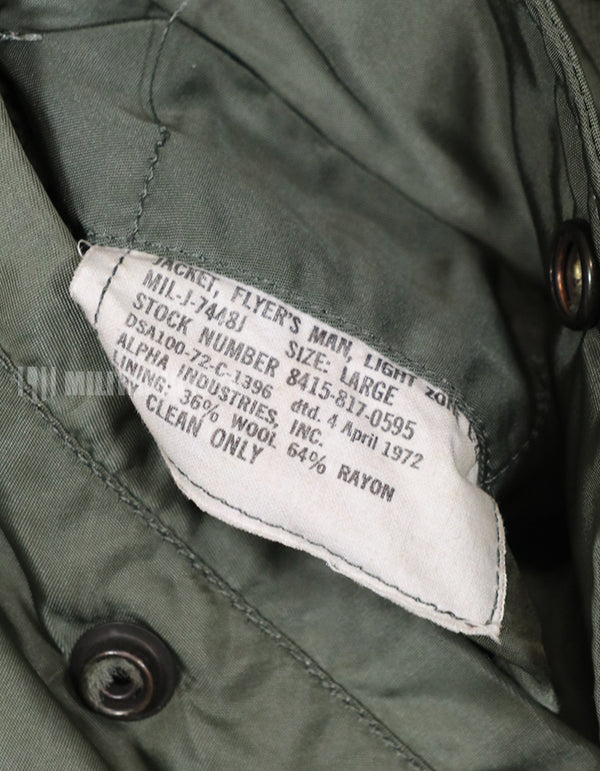 JACKET, FLYER'S MAN, LIGHT
MIL-J-7448J SIZE: LARGE
STOCK NUMBER 8415-817-0595
DSA100-72-C-1396 dtd. 4 April 1972
ALPHA INDUSTRIES, INC.
LINING: 36% WOOL 64% RAYON
CLEAN ONLY